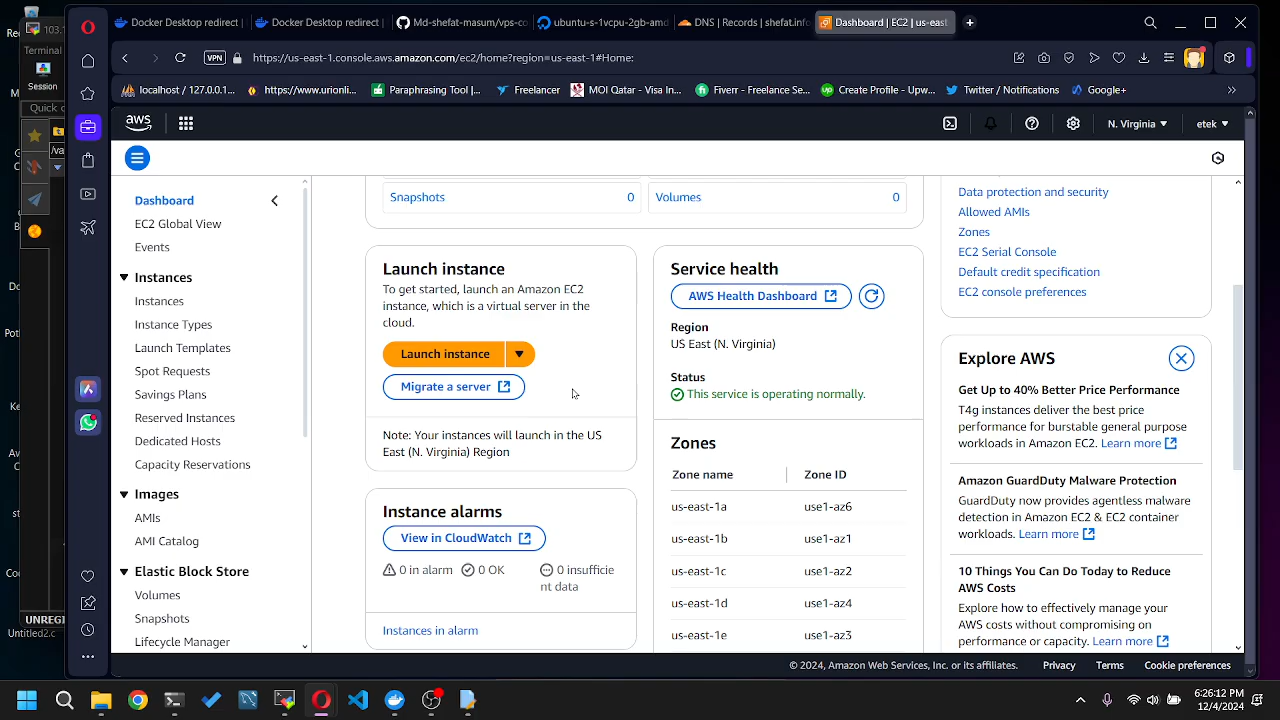 Docker Desktop redirect
Docker Desktop redirect
Md-shefat-masum/vps-co
ubuntu-s-1vcpu-2gb-amd
DNS | Records | shefat.info
Dashboard | EC2 | us-east
VPN
https://us-east-1.console.aws.amazon.com/ec2/home?region=us-east-1#Home:
localhost / 127.0.0.1...
https://www.urionli...
Paraphrasing Tool |...
Freelancer
MOI Qatar - Visa In...
Fiverr - Freelance Se...
Create Profile - Upw...
Twitter / Notifications
Google+
103.1
Terminal
Session
Quick c
/va
UNREGI
Untitled2.c
aws
N. Virginia
etek
Dashboard
EC2 Global View
Events
Instances
Instances
Instance Types
Launch Templates
Spot Requests
Savings Plans
Reserved Instances
Dedicated Hosts
Capacity Reservations
Images
AMIs
AMI Catalog
Elastic Block Store
Volumes
Snapshots
Lifecycle Manager
Snapshots 0
Volumes 0
Launch instance
To get started, launch an Amazon EC2
instance, which is a virtual server in the
cloud.
Launch instance
Migrate a server
Note: Your instances will launch in the US
East (N. Virginia) Region
Instance alarms
View in CloudWatch
0 in alarm 0 OK 0 insufficie
nt data
Instances in alarm
Service health
AWS Health Dashboard
Region
US East (N. Virginia)
Status
This service is operating normally.
Zones
Zone name Zone ID
us-east-1a use1-az6
us-east-1b use1-az1
us-east-1c use1-az2
us-east-1d use1-az4
us-east-1e use1-az3
Data protection and security
Allowed AMIs
Zones
EC2 Serial Console
Default credit specification
EC2 console preferences
Explore AWS
Get Up to 40% Better Price Performance
T4g instances deliver the best price
performance for burstable general purpose
workloads in Amazon EC2. Learn more
Amazon GuardDuty Malware Protection
GuardDuty now provides agentless malware
detection in Amazon EC2 & EC2 container
workloads. Learn more
10 Things You Can Do Today to Reduce
AWS Costs
Explore how to effectively manage your
AWS costs without compromising on
performance or capacity. Learn more
© 2024, Amazon Web Services, Inc. or its affiliates.
Privacy
Terms
Cookie preferences
6:26:12 PM
12/4/2024